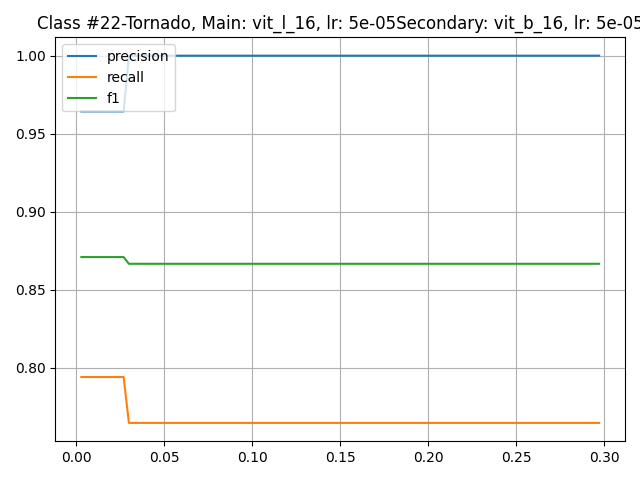 Class #22-Tornado, Main: vit_l_16, lr: 5e-05Secondary: vit_b_16, lr: 5e-05
precision
recall
f1
1.00
0.95
0.90
0.85
0.80
0.00 0.05 0.10 0.15 0.20 0.25 0.30